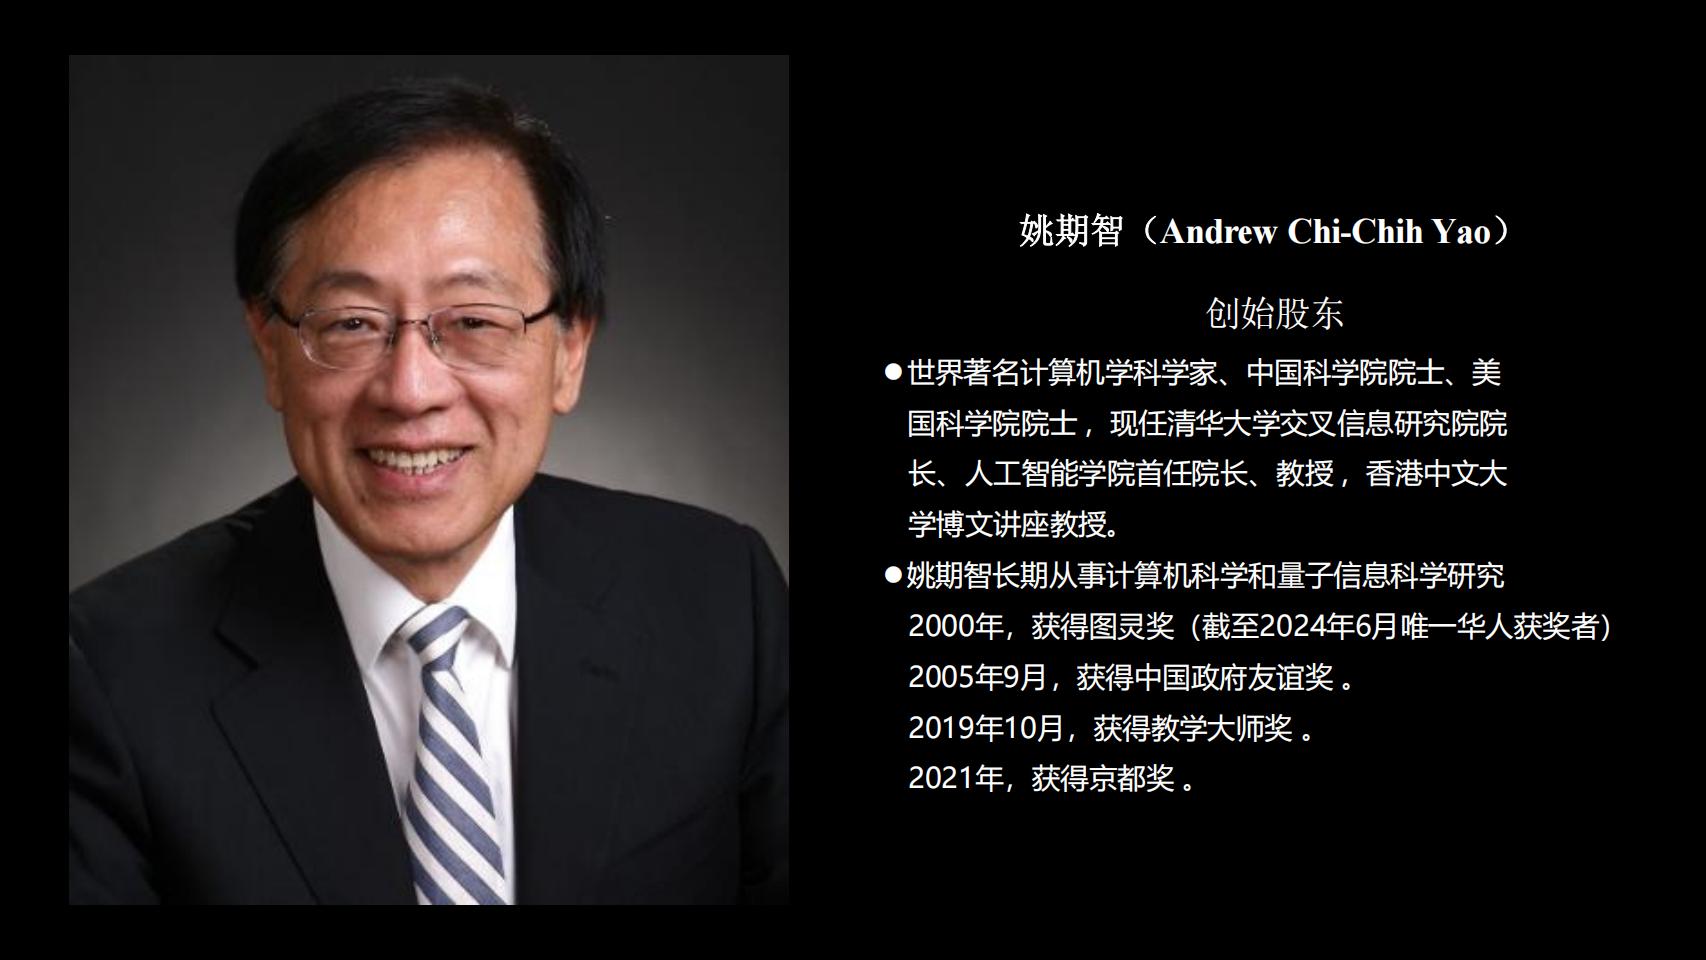 姚期智（Andrew Chi-Chih Yao）
创始股东
●世界著名计算机学科学家、中国科学院院士、美
国科学院院士，现任清华大学交叉信息研究院院
长、人工智能学院首任院长、教授，香港中文大
学博文讲座教授。
●姚期智长期从事计算机科学和量子信息科学研究
2000年，获得图灵奖（截至2024年6月唯一华人获奖者）
2005年9月，获得中国政府友谊奖 。
2019年10月，获得教学大师奖 。
2021年，获得京都奖 。